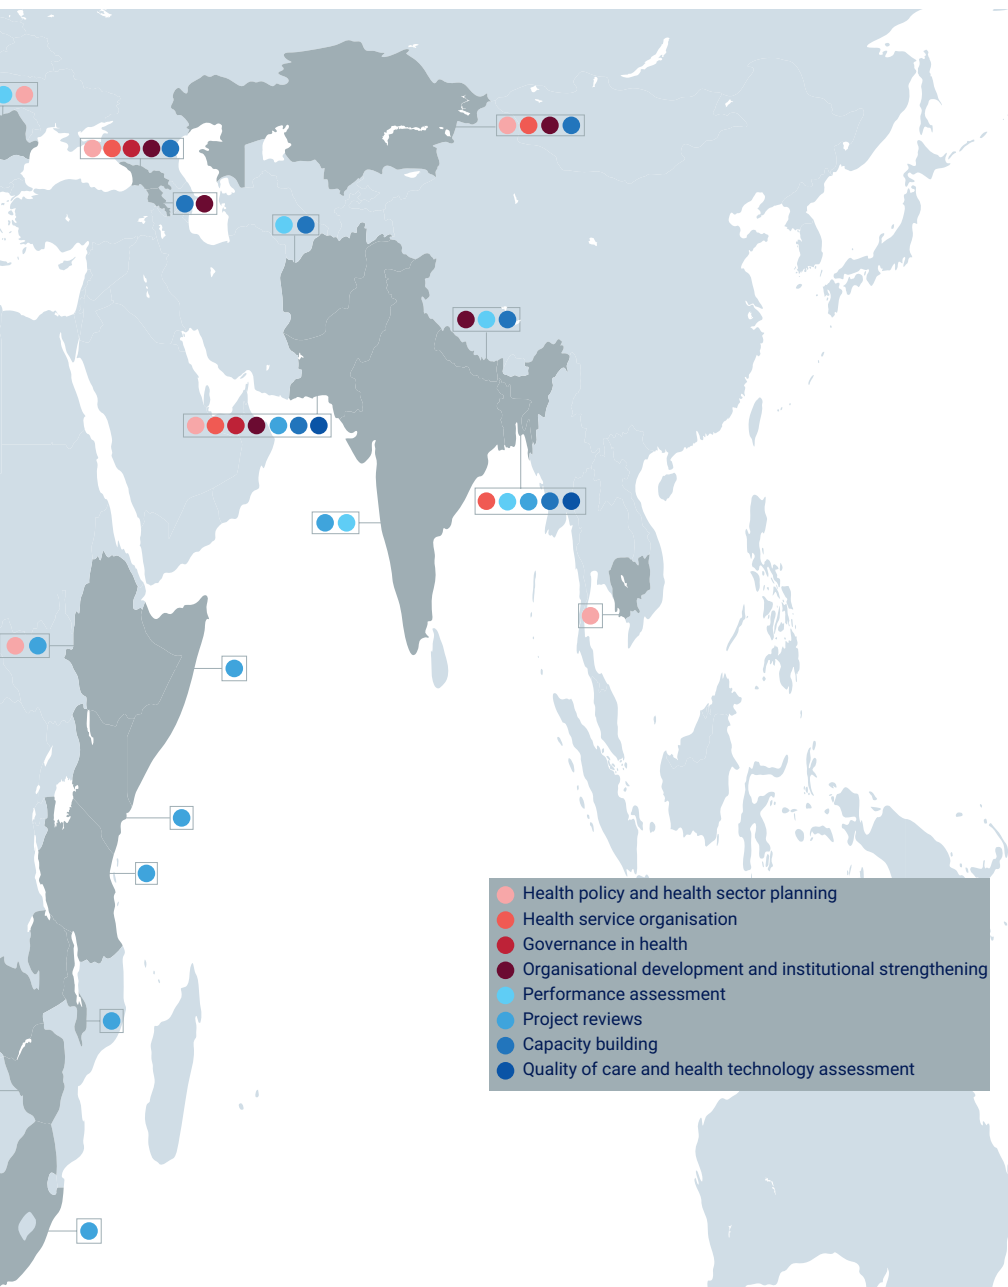 Health policy and health sector planning
Health service organisation
Governance in health
Organisational development and institutional strengthening
Performance assessment
Project reviews
Capacity building
Quality of care and health technology assessment